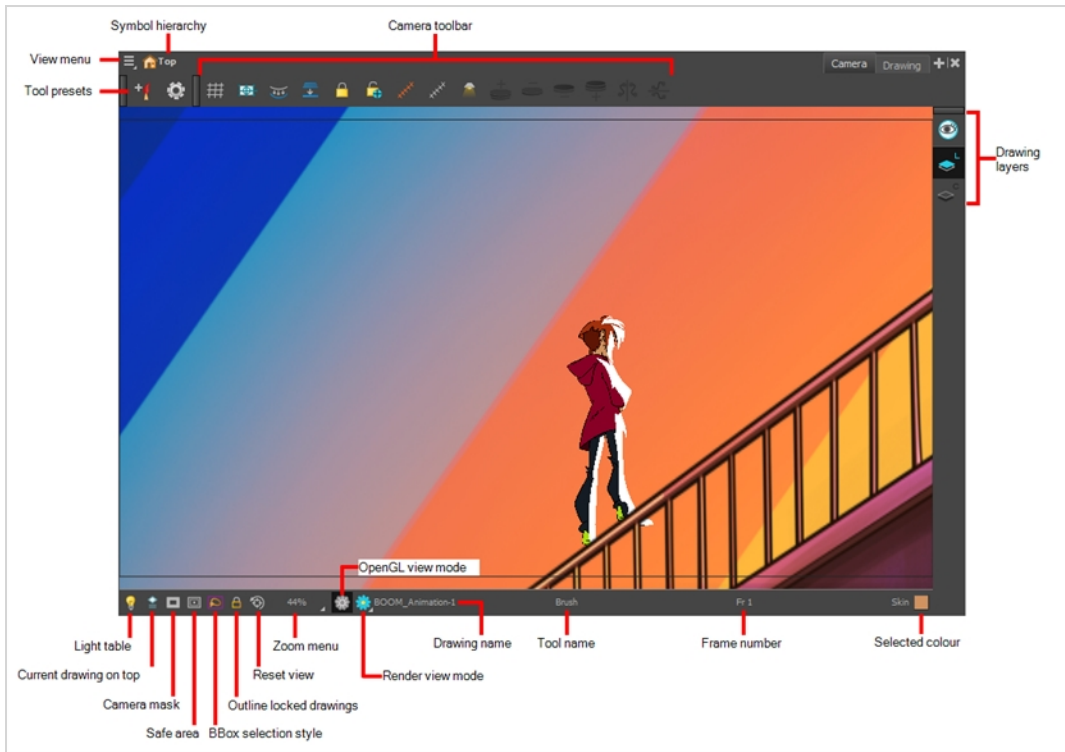 Symbol hierarchy
Camera toolbar
View menu
Top
Camera
Drawing
Tool presets
L
C
Drawing
layers
OpenGL view mode
44%
BOOM_Animation-1
Brush
Fr 1
Skin
Light table
Zoom menu
Drawing name
Tool name
Frame number
Selected colour
Current drawing on top
Reset view
Render view mode
Camera mask
Outline locked drawings
Safe area
BBox selection style